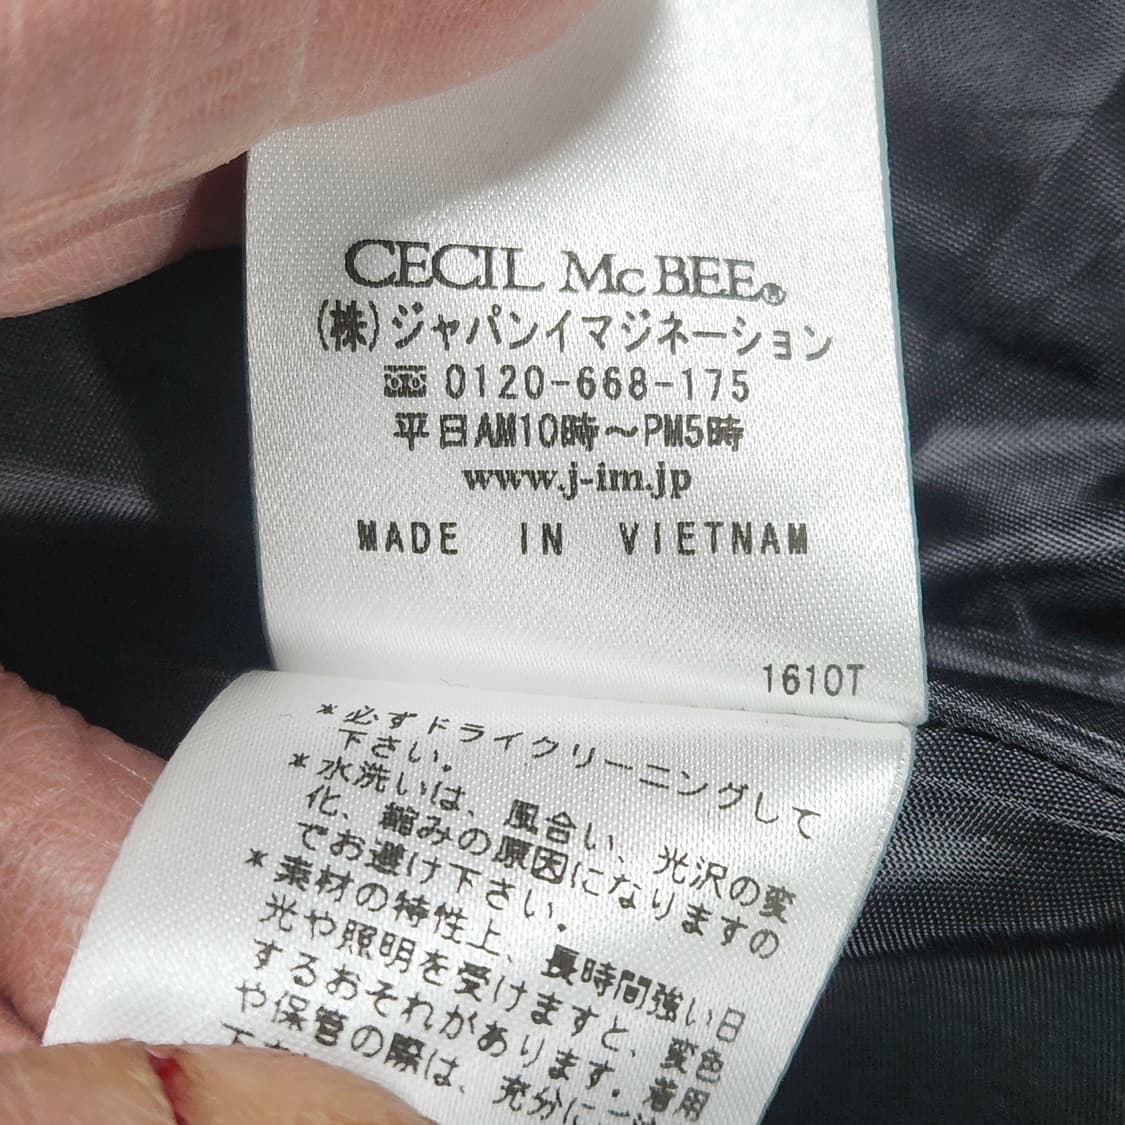 CECIL McBEE®
(株)ジャパンイマジネーション
☎ 0120-668-175
平日AM10時～PM5時
www.j-im.jp
MADE IN VIETNAM
1610T
*必ずドライクリーニングして
下さい.
*水洗いは、風合い、光沢の変
化、縮みの原因になりますの
でお避け下さい.
*素材の特性上、長時間強い日
光や照明を受けますと、変色
するおそれがあります.着用
や保管の際は、充分に